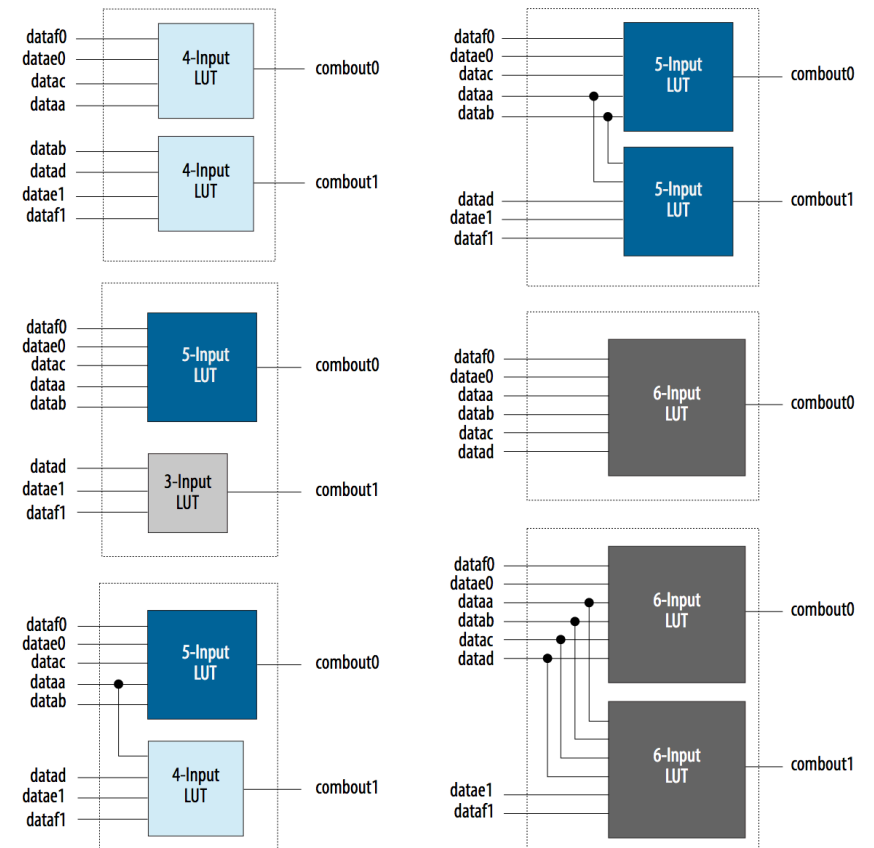 dataf0
datae0
datac
dataa
4-Input
LUT
combout0
datab
datad
datae1
dataf1
4-Input
LUT
combout1
dataf0
datae0
datac
dataa
datab
5-Input
LUT
combout0
datad
datae1
dataf1
3-Input
LUT
combout1
dataf0
datae0
datac
dataa
datab
5-Input
LUT
combout0
datad
datae1
dataf1
4-Input
LUT
combout1
dataf0
datae0
datac
dataa
datab
5-Input
LUT
combout0
datad
datae1
dataf1
5-Input
LUT
combout1
dataf0
datae0
dataa
datab
datac
datad
6-Input
LUT
combout0
dataf0
datae0
dataa
datab
datac
datad
6-Input
LUT
combout0
datae1
dataf1
6-Input
LUT
combout1